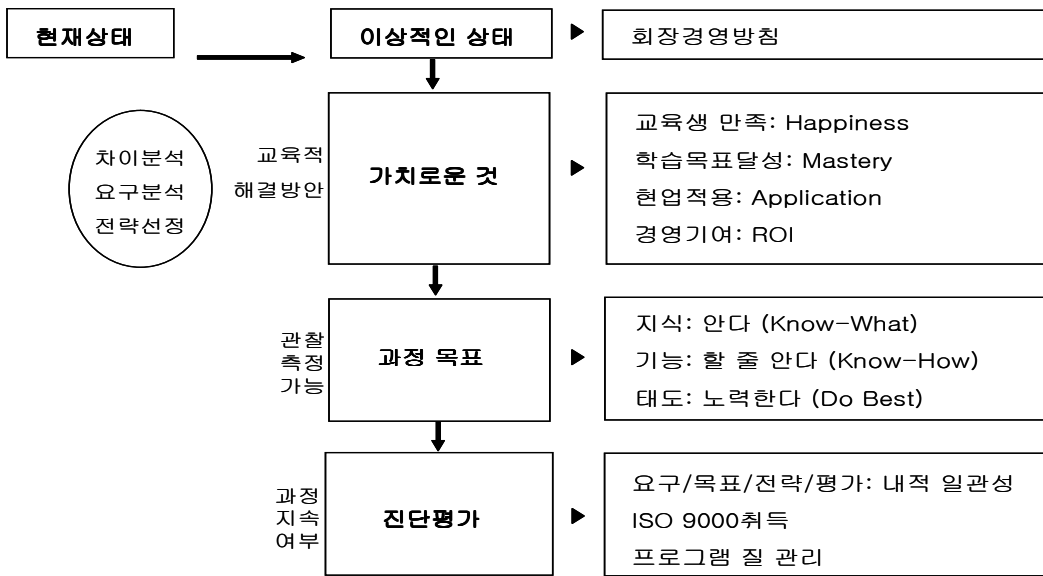 현재상태
이상적인 상태
회장경영방침
차이분석
요구분석
전략선정
교육적
해결방안
가치로운 것
교육생 만족: Happiness
학습목표달성: Mastery
현업적용: Application
경영기여: ROI
관찰
측정
가능
과정 목표
지식: 안다 (Know-What)
기능: 할 줄 안다 (Know-How)
태도: 노력한다 (Do Best)
과정
지속
여부
진단평가
요구/목표/전략/평가: 내적 일관성
ISO 9000취득
프로그램 질 관리